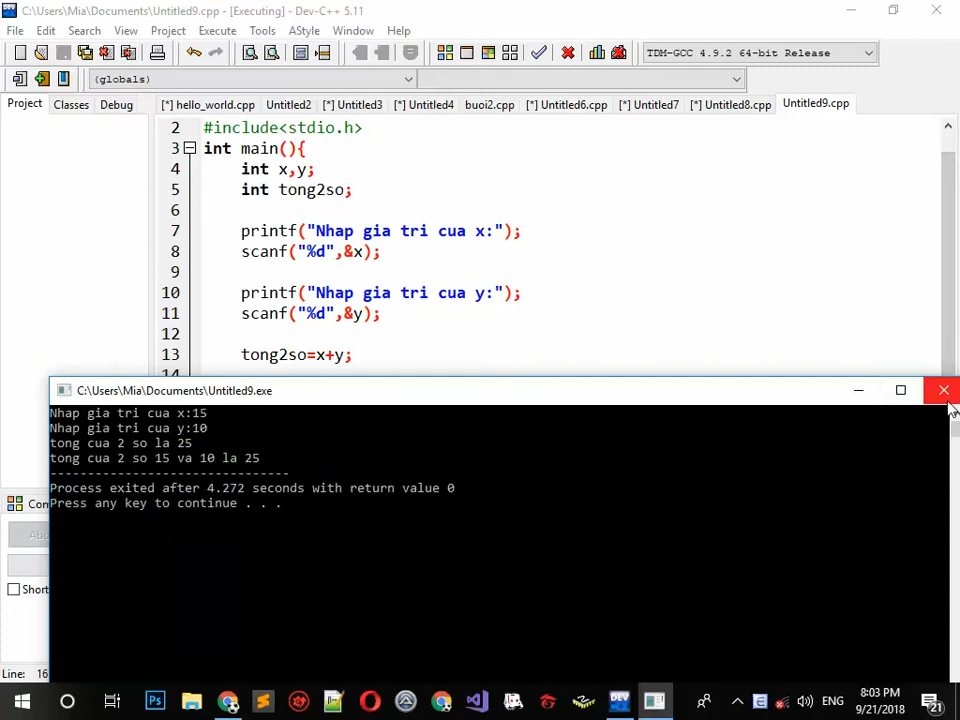 C:\Users\Mia\Documents\Untitled9.cpp - [Executing] - Dev-C++ 5.11
File Edit Search View Project Execute Tools AStyle Window Help
TDM-GCC 4.9.2 64-bit Release
(globals)
Project Classes Debug
[*] hello_world.cpp Untitled2 [*] Untitled3 [*] Untitled4 buoi2.cpp [*] Untitled6.cpp [*] Untitled7 [*] Untitled8.cpp Untitled9.cpp
2 #include<stdio.h>
3 int main(){
4 int x,y;
5 int tong2so;
6
7 printf("Nhap gia tri cua x:");
8 scanf("%d",&x);
9
10 printf("Nhap gia tri cua y:");
11 scanf("%d",&y);
12
13 tong2so=x+y;
C:\Users\Mia\Documents\Untitled9.exe
Nhap gia tri cua x:15
Nhap gia tri cua y:10
tong cua 2 so la 25
tong cua 2 so 15 va 10 la 25
--------------------------------
Process exited after 4.272 seconds with return value 0
Press any key to continue . . .
Short
Line: 16
8:03 PM
ENG
9/21/2018
21